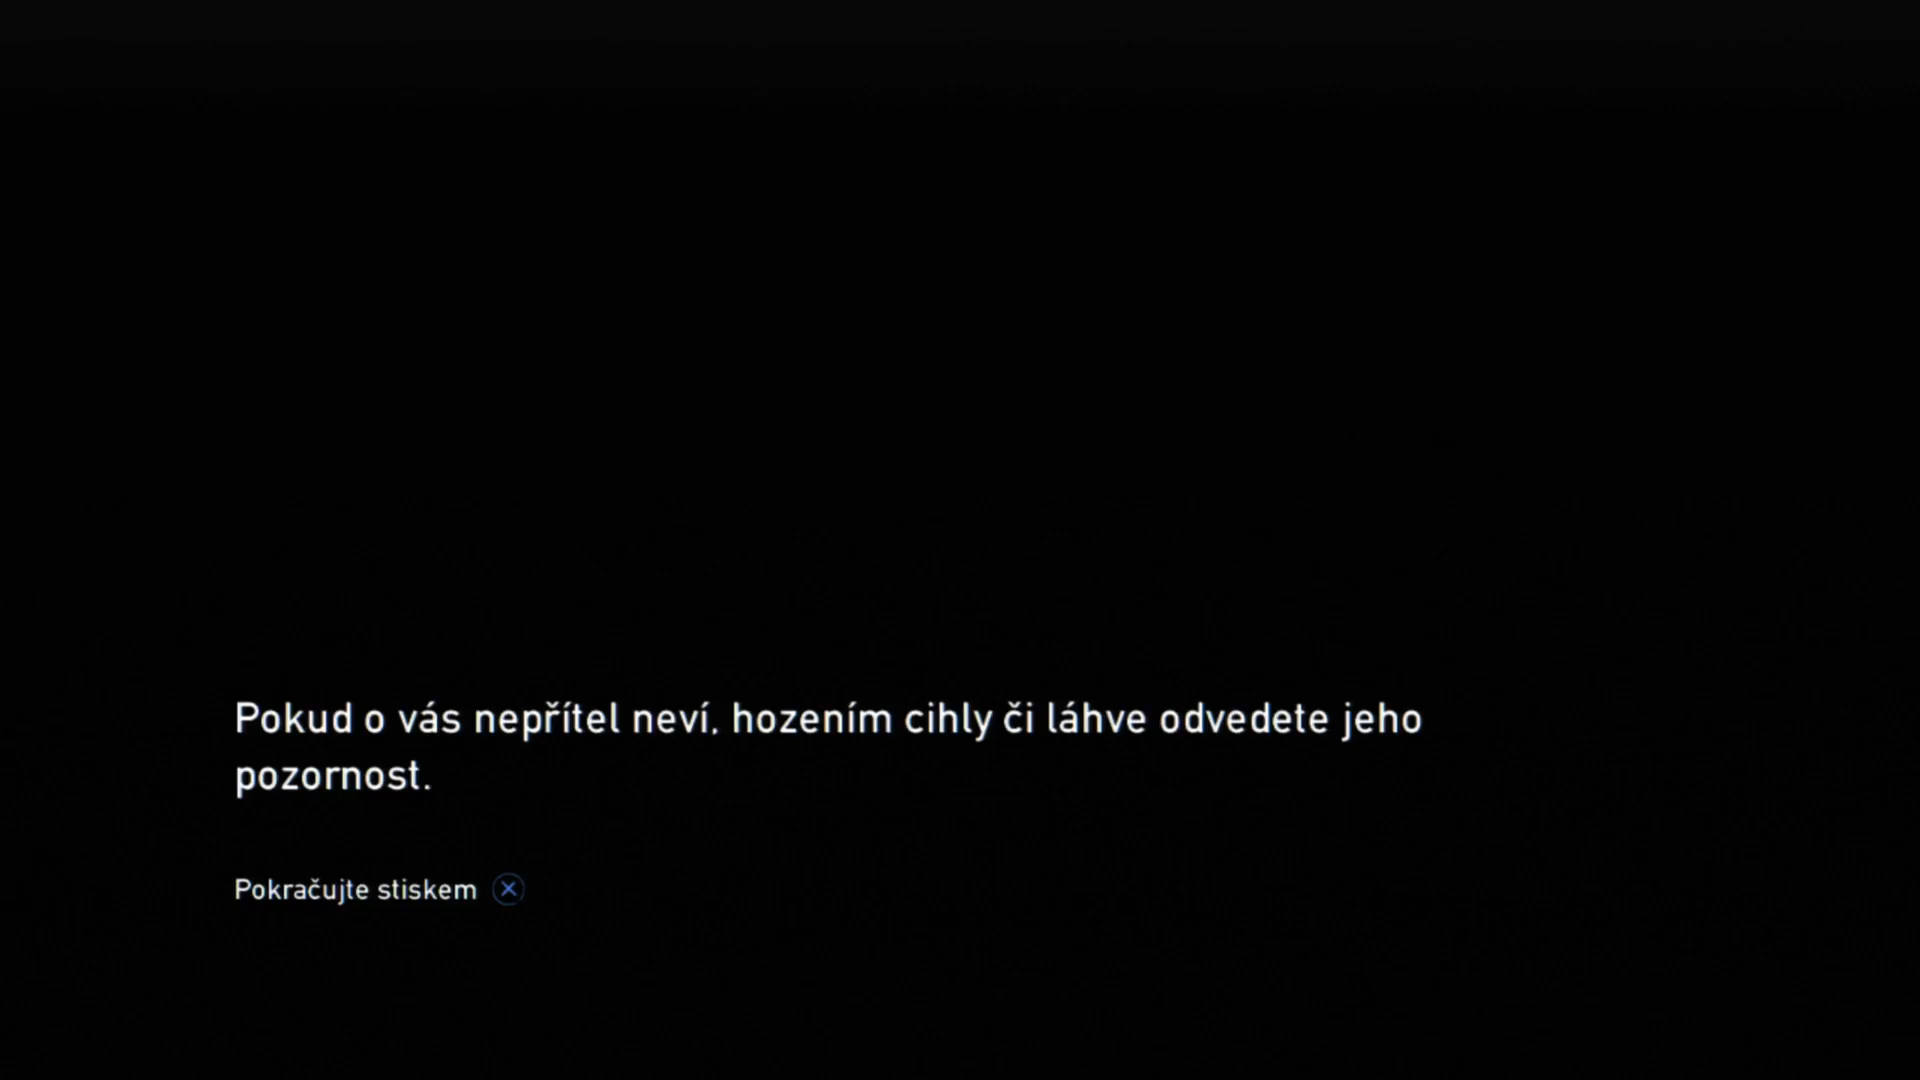 Pokud o vás nepřítel neví, hozením cihly či láhve odvedete jeho
pozornost.
Pokračujte stiskem